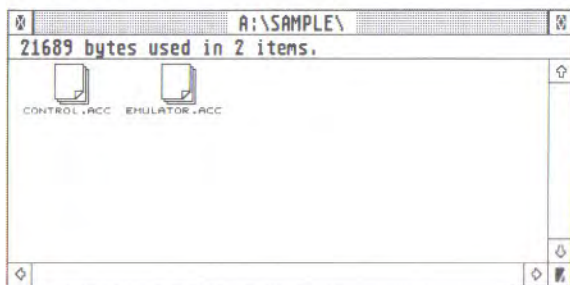 A:\SAMPLE\
21689 bytes used in 2 items.
CONTROL.ACC EMULATOR.ACC